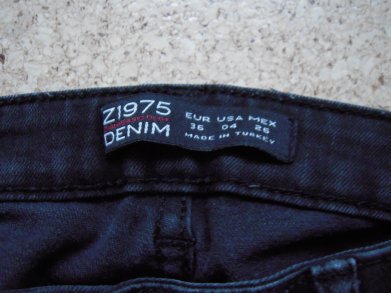 Z1975
DENIM
EUR USA MEX
36 04 26
MADE IN TURKEY